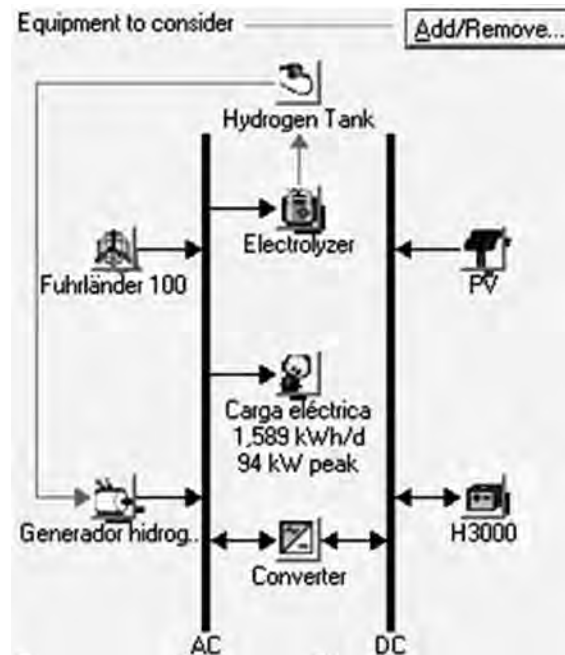 Equipment to consider
Add/Remove...
Hydrogen Tank
Electrolyzer
Fuhrländer 100
PV
Carga eléctrica
1,589 kWh/d
94 kW peak
Generador hidrog..
H3000
Converter
AC
DC